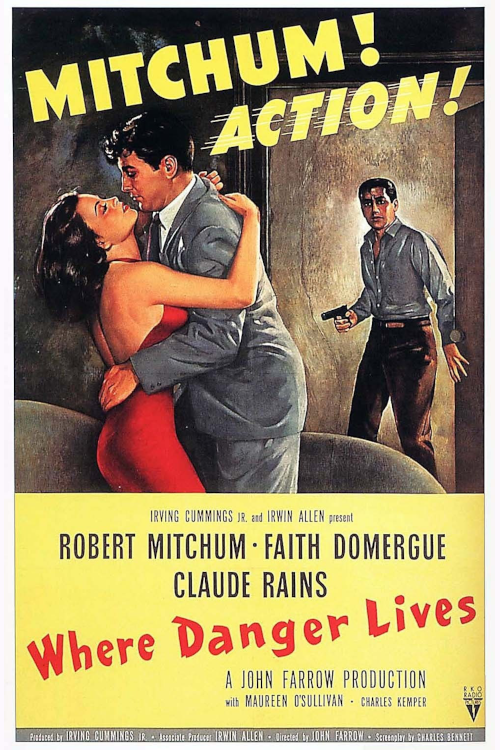 MITCHUM!
ACTION!
IRVING CUMMINGS JR. and IRWIN ALLEN present
ROBERT MITCHUM · FAITH DOMERGUE
CLAUDE RAINS
Where Danger Lives
A JOHN FARROW PRODUCTION
with MAUREEN O'SULLIVAN · CHARLES KEMPER
RKO
RADIO
PICTURES
Produced by IRVING CUMMINGS JR. · Associate Producer IRWIN ALLEN · Directed by JOHN FARROW · Screenplay by CHARLES BENNETT